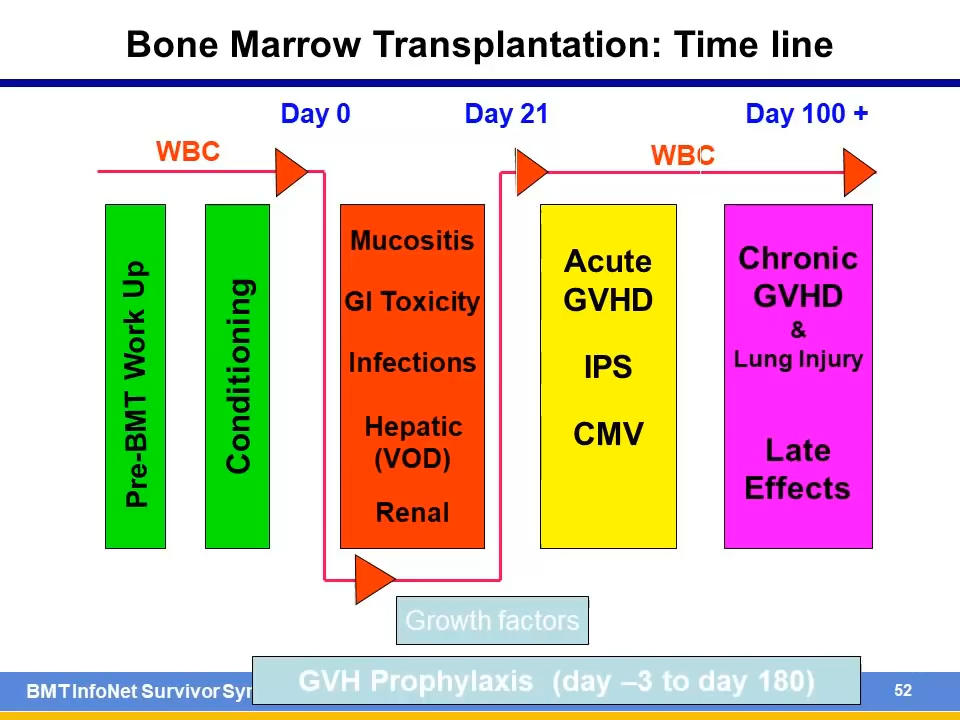 Bone Marrow Transplantation: Time line
Day 0
Day 21
Day 100 +
WBC
WBC
Pre-BMT Work Up
Conditioning
Mucositis
GI Toxicity
Infections
Hepatic
(VOD)
Renal
Acute
GVHD
IPS
CMV
Chronic
GVHD
&
Lung Injury
Late
Effects
Growth factors
GVH Prophylaxis (day –3 to day 180)
BMT InfoNet Survivor
52